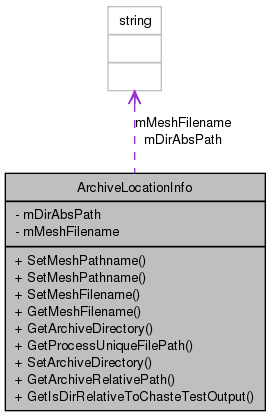 string
mMeshFilename
mDirAbsPath
ArchiveLocationInfo
- mDirAbsPath
- mMeshFilename
+ SetMeshPathname()
+ SetMeshPathname()
+ SetMeshFilename()
+ GetMeshFilename()
+ GetArchiveDirectory()
+ GetProcessUniqueFilePath()
+ SetArchiveDirectory()
+ GetArchiveRelativePath()
+ GetIsDirRelativeToChasteTestOutput()